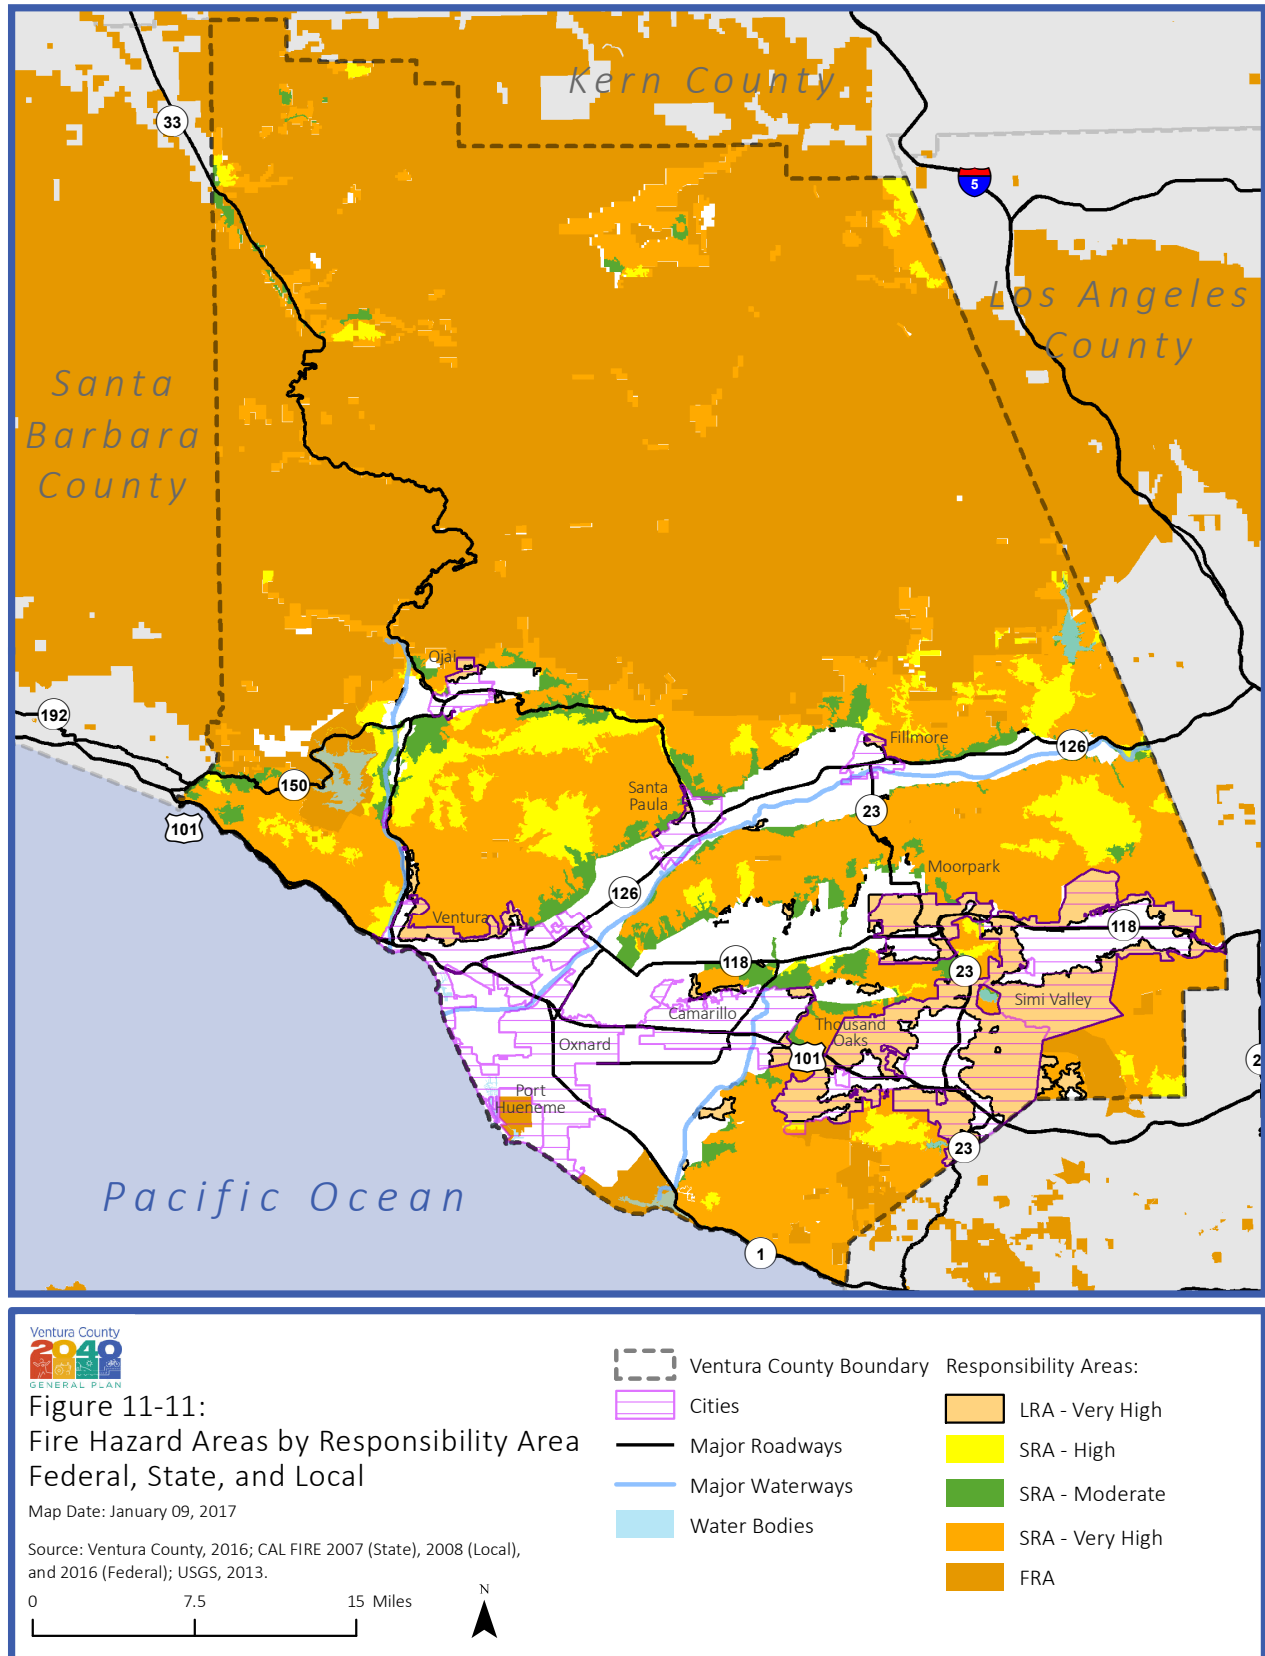 Kern County
33
5
Los Angeles
County
Santa
Barbara
County
Ojai
192
Fillmore
126
150
Santa
Paula
23
101
Moorpark
126
Ventura
118
118
23
Simi Valley
Camarillo
Thousand
Oaks
Oxnard
101
2
Port
Hueneme
23
Pacific Ocean
1
Ventura County
2040
GENERAL PLAN
Figure 11-11:
Fire Hazard Areas by Responsibility Area
Federal, State, and Local
Map Date: January 09, 2017
Source: Ventura County, 2016; CAL FIRE 2007 (State), 2008 (Local),
and 2016 (Federal); USGS, 2013.
0 7.5 15 Miles
N
Ventura County Boundary
Cities
Major Roadways
Major Waterways
Water Bodies
Responsibility Areas:
LRA - Very High
SRA - High
SRA - Moderate
SRA - Very High
FRA